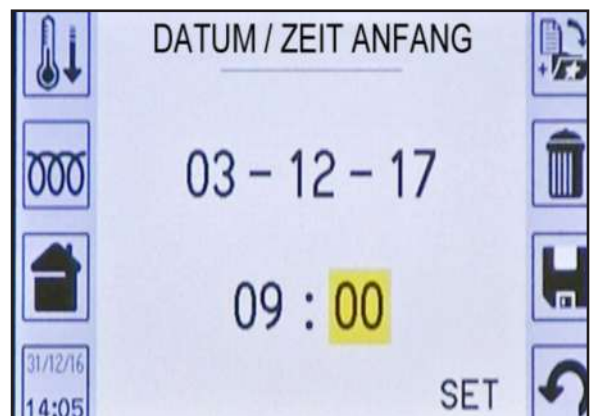 DATUM / ZEIT ANFANG
03 - 12 - 17
09 : 00
31/12/16
14:05
SET